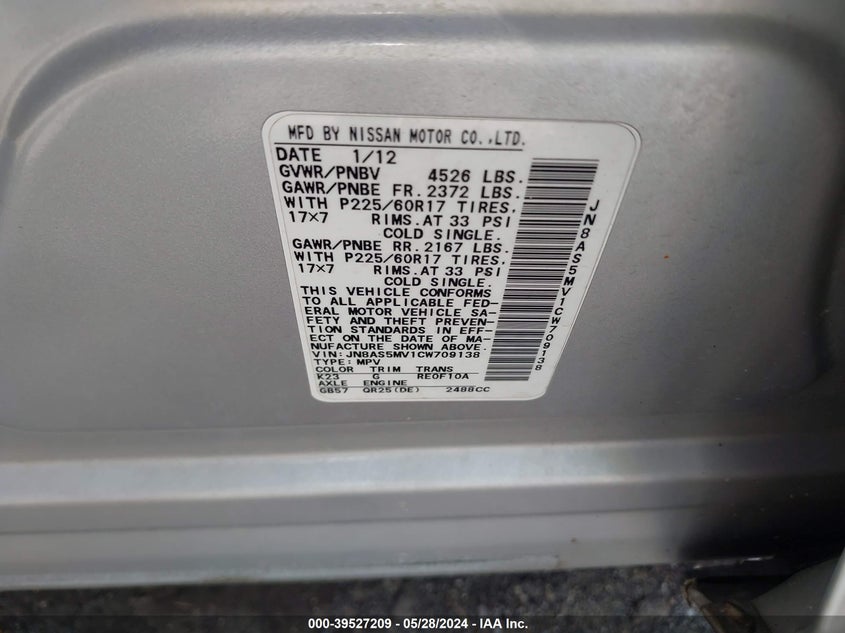 MFD BY NISSAN MOTOR CO.,LTD.
DATE 1/12
GVWR/PNBV 4526 LBS.
GAWR/PNBE FR. 2372 LBS.
WITH P225/60R17 TIRES,
17×7 RIMS.AT 33 PSI
COLD SINGLE.
GAWR/PNBE RR. 2167 LBS.
WITH P225/60R17 TIRES.
17×7 RIMS.AT 33 PSI
COLD SINGLE.
THIS VEHICLE CONFORMS
TO ALL APPLICABLE FED-
ERAL MOTOR VEHICLE SA-
FETY AND THEFT PREVEN-
TION STANDARDS IN EFF-
ECT ON THE DATE OF MA-
NUFACTURE SHOWN ABOVE.
VIN: JN8AS5MV1CW709138
TYPE: MPV
COLOR TRIM TRANS
K23 G RE0F10A
AXLE ENGINE
GB57 QR25(DE) 2488CC
JN8AS5MV1CW709138
000-39527209 - 05/28/2024 - IAA Inc.